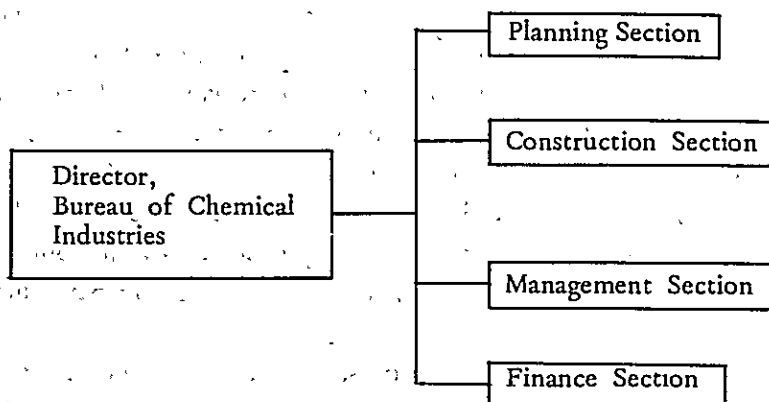 Planning Section
Construction Section
Director,
Bureau of Chemical
Industries
Management Section
Finance Section